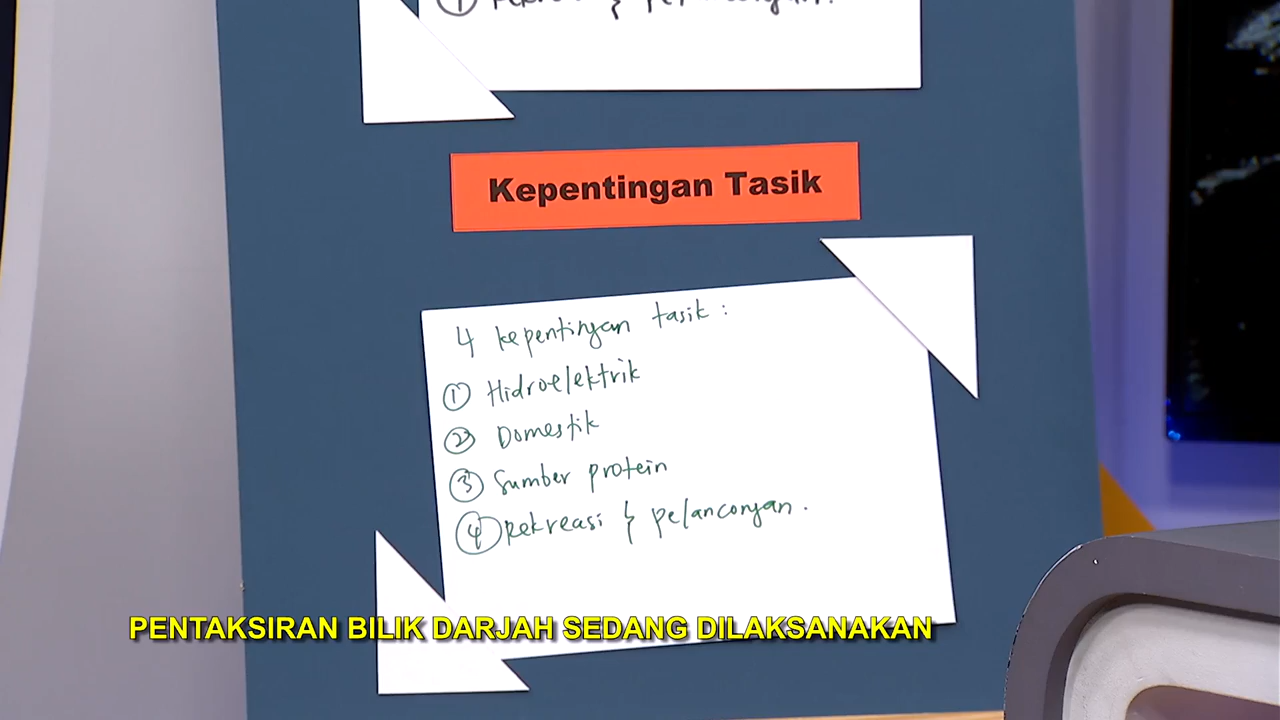 Kepentingan Tasik
4 kepentingan tasik :
① Hidroelektrik
② Domestik
③ Sumber protein
④ Rekreasi & pelancongan.
PENTAKSIRAN BILIK DARJAH SEDANG DILAKSANAKAN